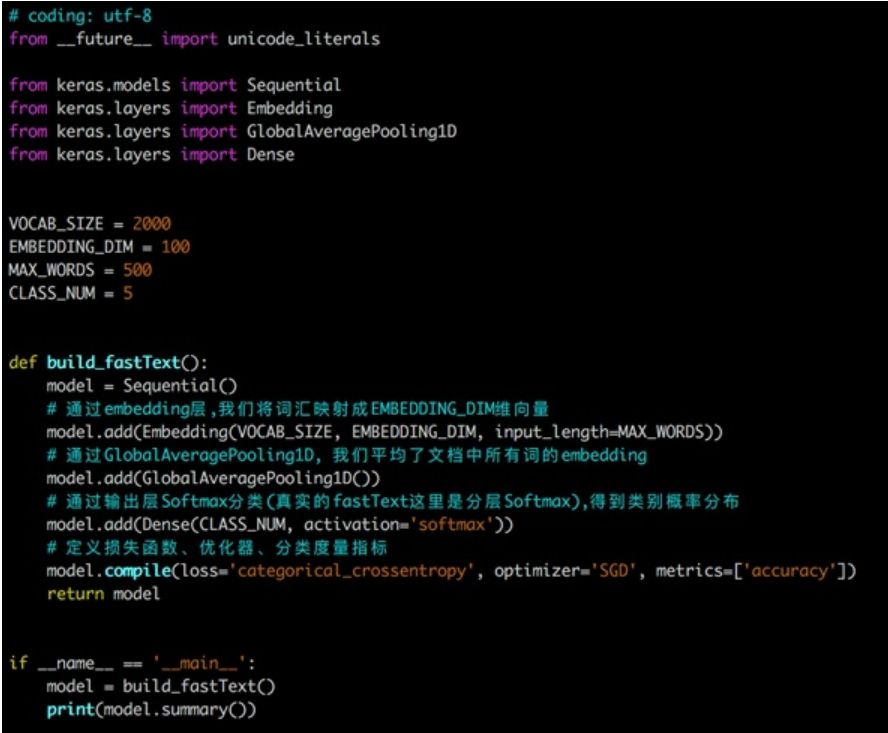 # coding: utf-8
from __future__ import unicode_literals

from keras.models import Sequential
from keras.layers import Embedding
from keras.layers import GlobalAveragePooling1D
from keras.layers import Dense


VOCAB_SIZE = 2000
EMBEDDING_DIM = 100
MAX_WORDS = 500
CLASS_NUM = 5


def build_fastText():
    model = Sequential()
    # 通过embedding层,我们将词汇映射成EMBEDDING_DIM维向量
    model.add(Embedding(VOCAB_SIZE, EMBEDDING_DIM, input_length=MAX_WORDS))
    # 通过GlobalAveragePooling1D, 我们平均了文档中所有词的embedding
    model.add(GlobalAveragePooling1D())
    # 通过输出层Softmax分类(真实的fastText这里是分层Softmax),得到类别概率分布
    model.add(Dense(CLASS_NUM, activation='softmax'))
    # 定义损失函数、优化器、分类度量指标
    model.compile(loss='categorical_crossentropy', optimizer='SGD', metrics=['accuracy'])
    return model


if __name__ == '__main__':
    model = build_fastText()
    print(model.summary())